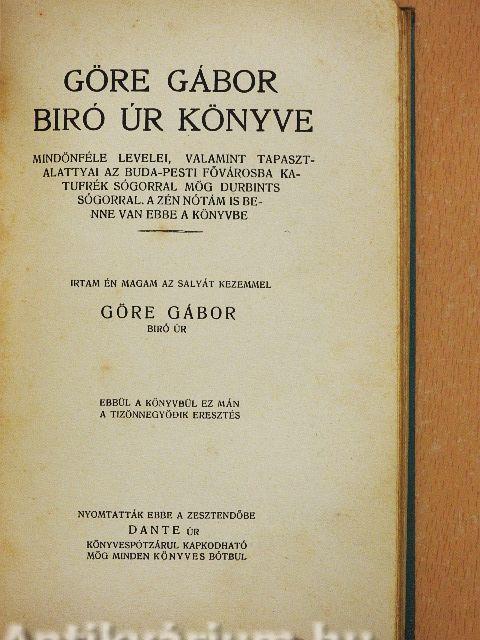 GÖRE GÁBOR
BIRÓ ÚR KÖNYVE
MINDÖNFÉLE LEVELEI, VALAMINT TAPASZT-
ALATTYAI AZ BUDA-PESTI FŐVÁROSBA KA-
TUFRÉK SÓGORRAL MÖG DURBINTS
SÓGORRAL. A ZÉN NÓTÁM IS BE-
NNE VAN EBBE A KÖNYVBE
IRTAM ÉN MAGAM AZ SALYÁT KEZEMMEL
GÖRE GÁBOR
BIRÓ ÚR
EBBÜL A KÖNYVBÜL EZ MÁN
A TIZÖNNEGYÖDIK ERESZTÉS
NYOMTATTÁK EBBE A ZESZTENDŐBE
DANTE ÚR
KÖNYVESPÓTZÁRUL KAPKODHATÓ
MÖG MINDEN KÖNYVES BÓTBUL
Antikvárium.hu